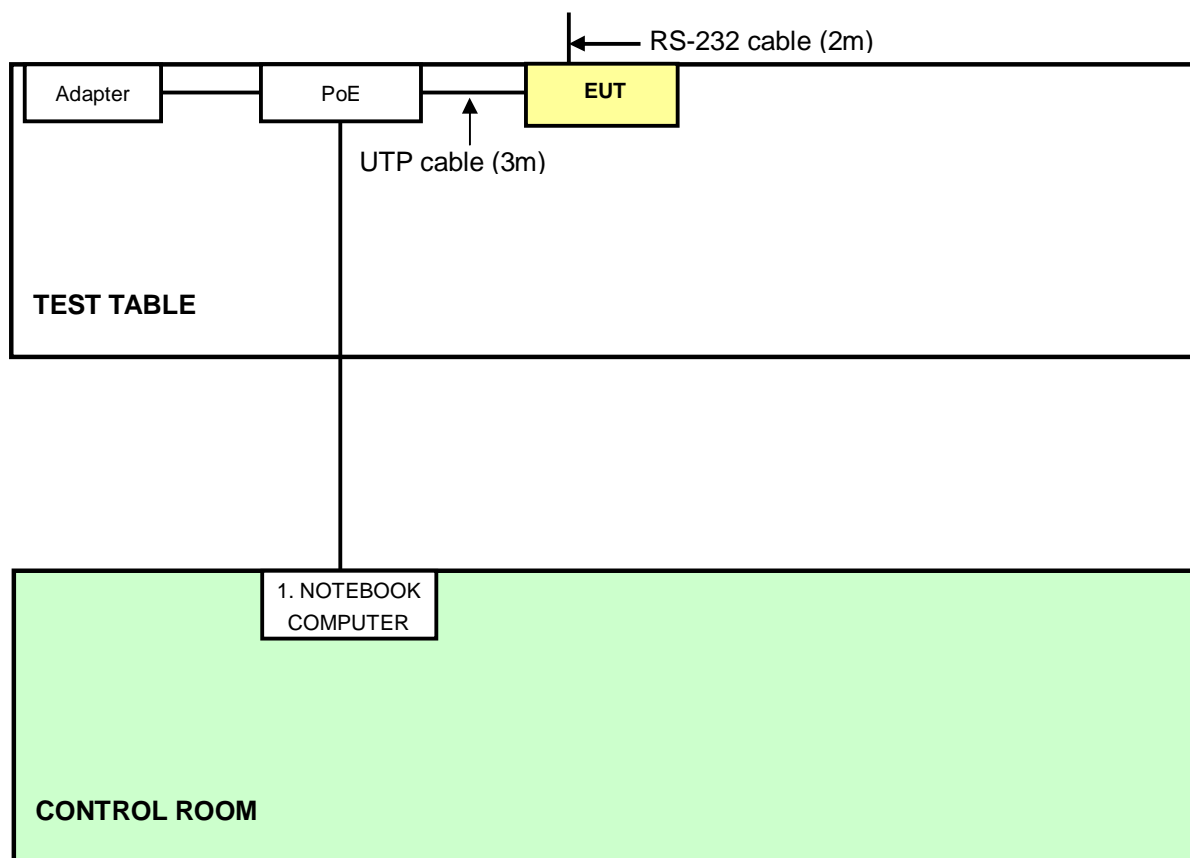 RS-232 cable (2m)
Adapter
PoE
EUT
UTP cable (3m)
TEST TABLE
1. NOTEBOOK
COMPUTER
CONTROL ROOM